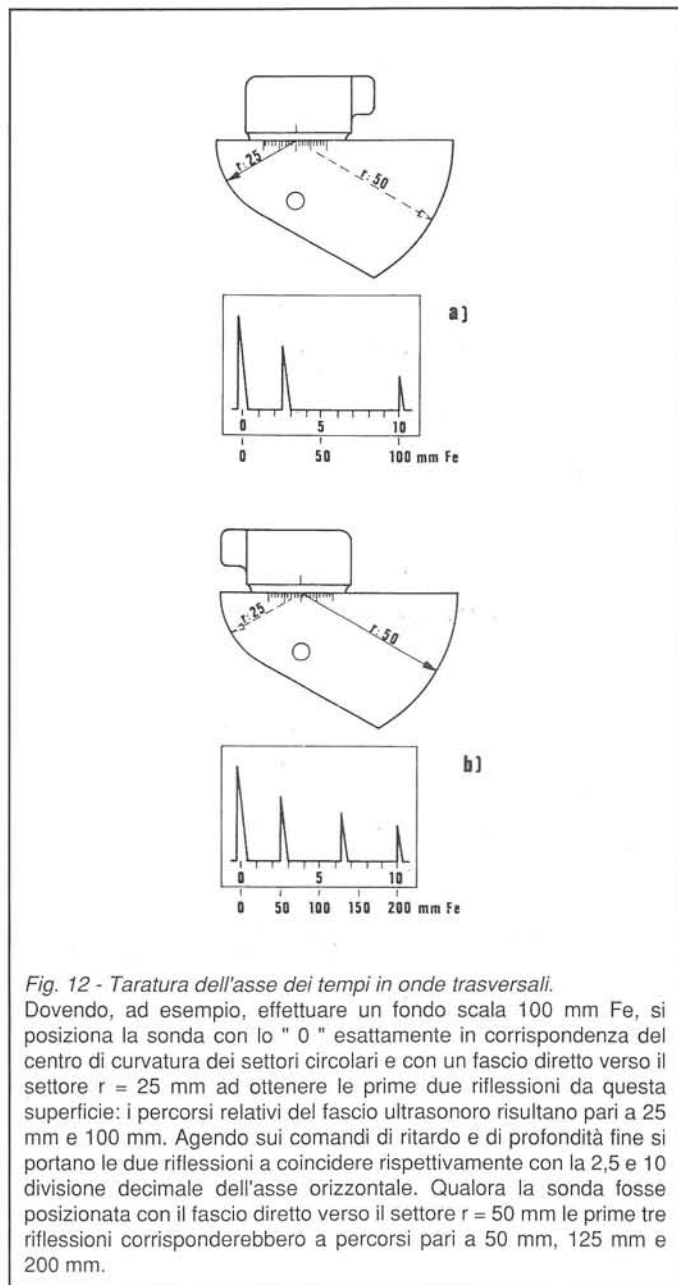 r:25
r:50
a)
0 5 10
0 50 100 mm Fe
r:25
r:50
b)
0 5 10
0 50 100 150 200 mm Fe
Fig. 12 - Taratura dell'asse dei tempi in onde trasversali.
Dovendo, ad esempio, effettuare un fondo scala 100 mm Fe, si
posiziona la sonda con lo " 0 " esattamente in corrispondenza del
centro di curvatura dei settori circolari e con un fascio diretto verso il
settore r = 25 mm ad ottenere le prime due riflessioni da questa
superficie: i percorsi relativi del fascio ultrasonoro risultano pari a 25
mm e 100 mm. Agendo sui comandi di ritardo e di profondità fine si
portano le due riflessioni a coincidere rispettivamente con la 2,5 e 10
divisione decimale dell'asse orizzontale. Qualora la sonda fosse
posizionata con il fascio diretto verso il settore r = 50 mm le prime tre
riflessioni corrisponderebbero a percorsi pari a 50 mm, 125 mm e
200 mm.